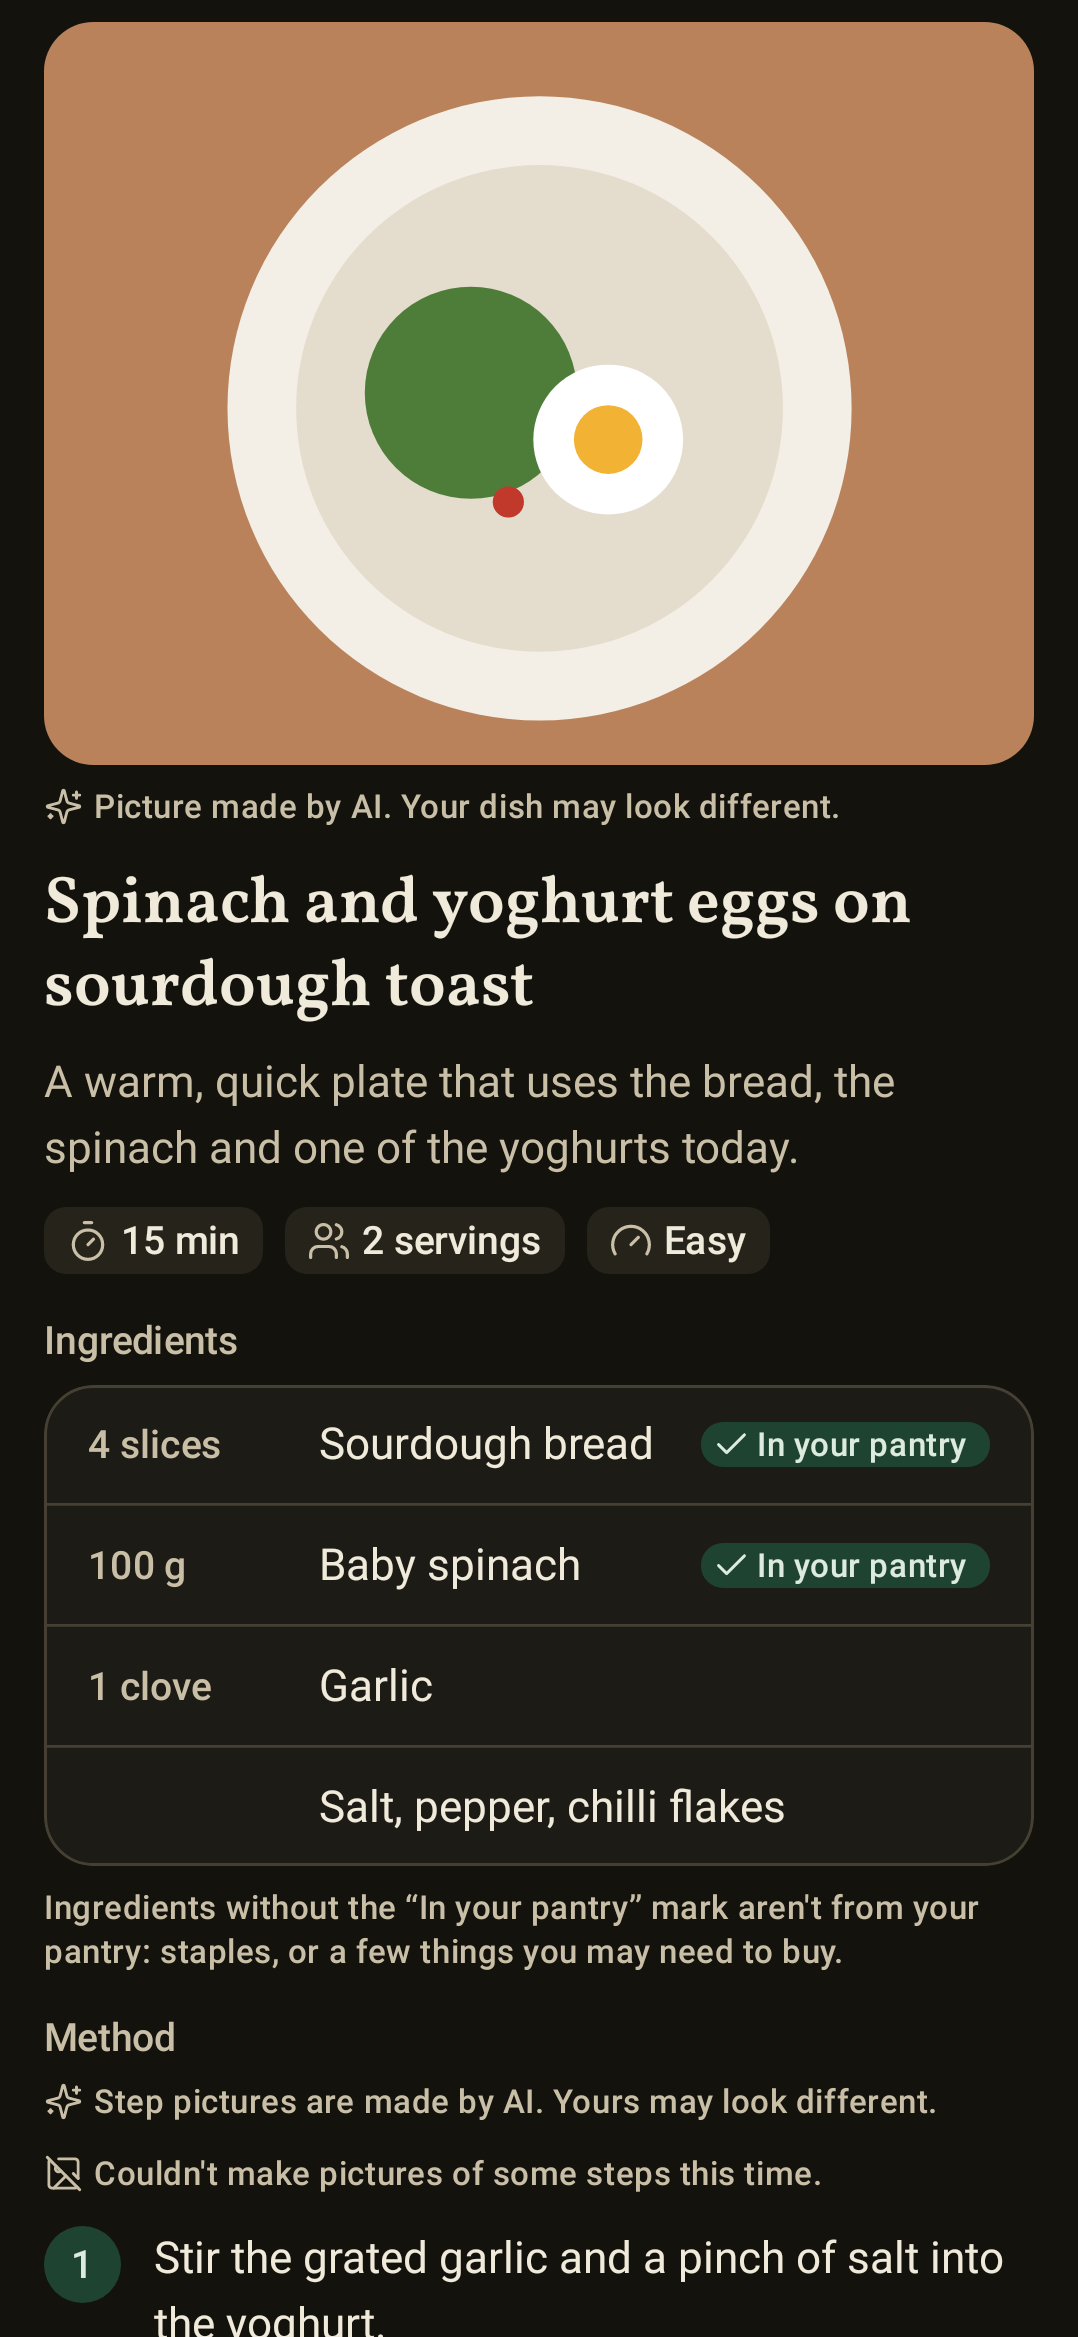 Picture made by AI. Your dish may look different.
Spinach and yoghurt eggs on
sourdough toast
A warm, quick plate that uses the bread, the
spinach and one of the yoghurts today.
15 min
2 servings
Easy
Ingredients
4 slices Sourdough bread In your pantry
100 g Baby spinach In your pantry
1 clove Garlic
Salt, pepper, chilli flakes
Ingredients without the “In your pantry” mark aren't from your
pantry: staples, or a few things you may need to buy.
Method
Step pictures are made by AI. Yours may look different.
Couldn't make pictures of some steps this time.
1 Stir the grated garlic and a pinch of salt into
the yoghurt.